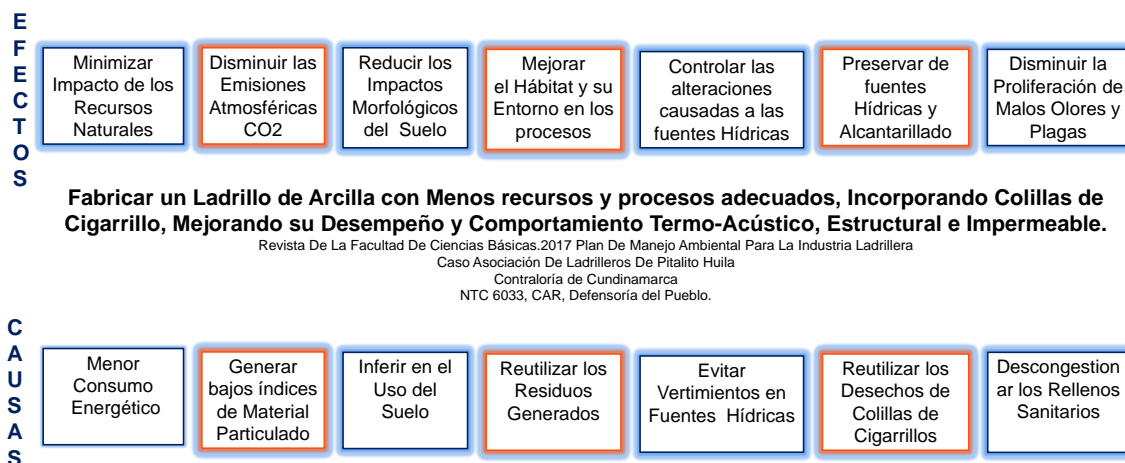 EFECTOS
Minimizar
Impacto de los
Recursos
Naturales
Disminuir las
Emisiones
Atmosféricas
CO2
Reducir los
Impactos
Morfológicos
del Suelo
Mejorar
el Hábitat y su
Entorno en los
procesos
Controlar las
alteraciones
causadas a las
fuentes Hídricas
Preservar de
fuentes
Hídricas y
Alcantarillado
Disminuir la
Proliferación de
Malos Olores y
Plagas
Fabricar un Ladrillo de Arcilla con Menos recursos y procesos adecuados, Incorporando Colillas de
Cigarrillo, Mejorando su Desempeño y Comportamiento Termo-Acústico, Estructural e Impermeable.
Revista De La Facultad De Ciencias Básicas.2017 Plan De Manejo Ambiental Para La Industria Ladrillera
Caso Asociación De Ladrilleros De Pitalito Huila
Contraloría de Cundinamarca
NTC 6033, CAR, Defensoría del Pueblo.
CAUSAS
Menor
Consumo
Energético
Generar
bajos índices
de Material
Particulado
Inferir en el
Uso del
Suelo
Reutilizar los
Residuos
Generados
Evitar
Vertimientos en
Fuentes Hídricas
Reutilizar los
Desechos de
Colillas de
Cigarrillos
Descongestion
ar los Rellenos
Sanitarios